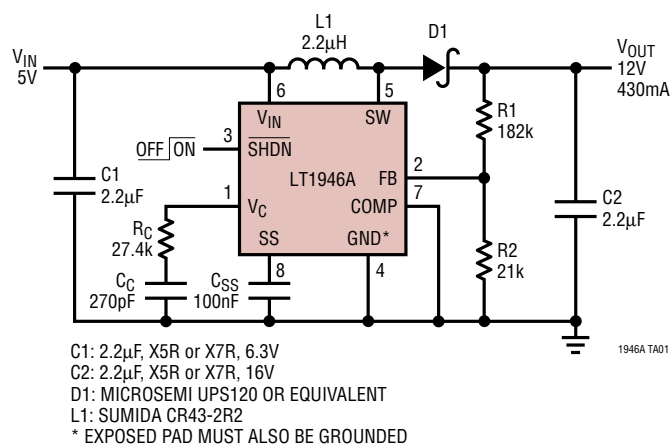 L1
2.2µH
D1
VIN
5V
VOUT
12V
430mA
6
5
VIN
SW
R1
182k
OFF ON
3
SHDN
LT1946A
FB
2
C1
2.2µF
1
VC
COMP
7
C2
2.2µF
RC
27.4k
SS
GND*
R2
21k
8
4
CC
270pF
CSS
100nF
1946A TA01
C1: 2.2µF, X5R or X7R, 6.3V
C2: 2.2µF, X5R or X7R, 16V
D1: MICROSEMI UPS120 OR EQUIVALENT
L1: SUMIDA CR43-2R2
* EXPOSED PAD MUST ALSO BE GROUNDED